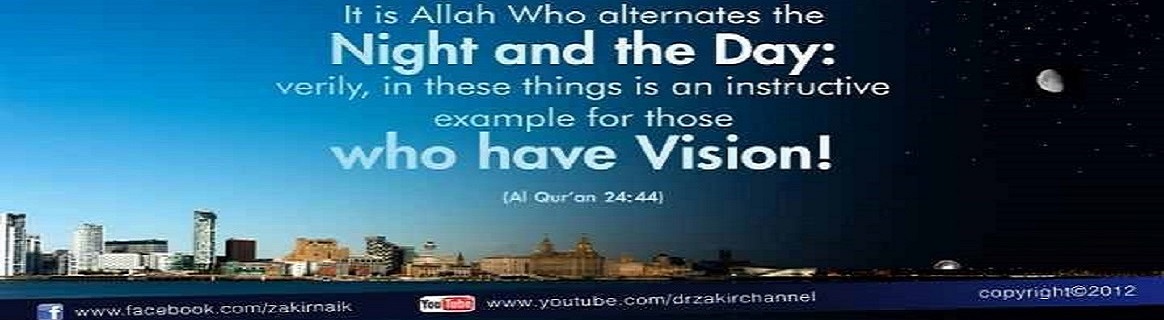 It is Allah Who alternates the
Night and the Day:
verily, in these things is an instructive
example for those
who have Vision!
(Al Qur'an 24:44)
www.facebook.com/zakirnaik
YouTube www.youtube.com/drzakirchannel
copyright©2012